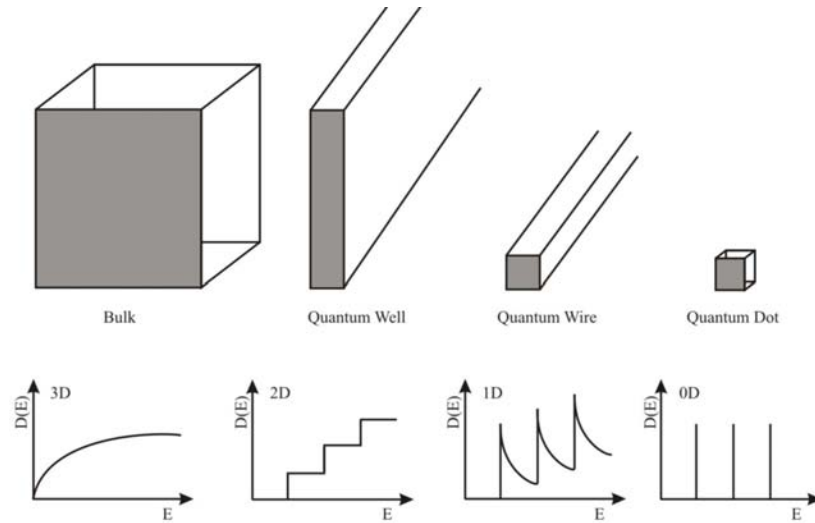 Bulk
Quantum Well
Quantum Wire
Quantum Dot
D(E)
3D
E
D(E)
2D
E
D(E)
1D
E
D(E)
0D
E